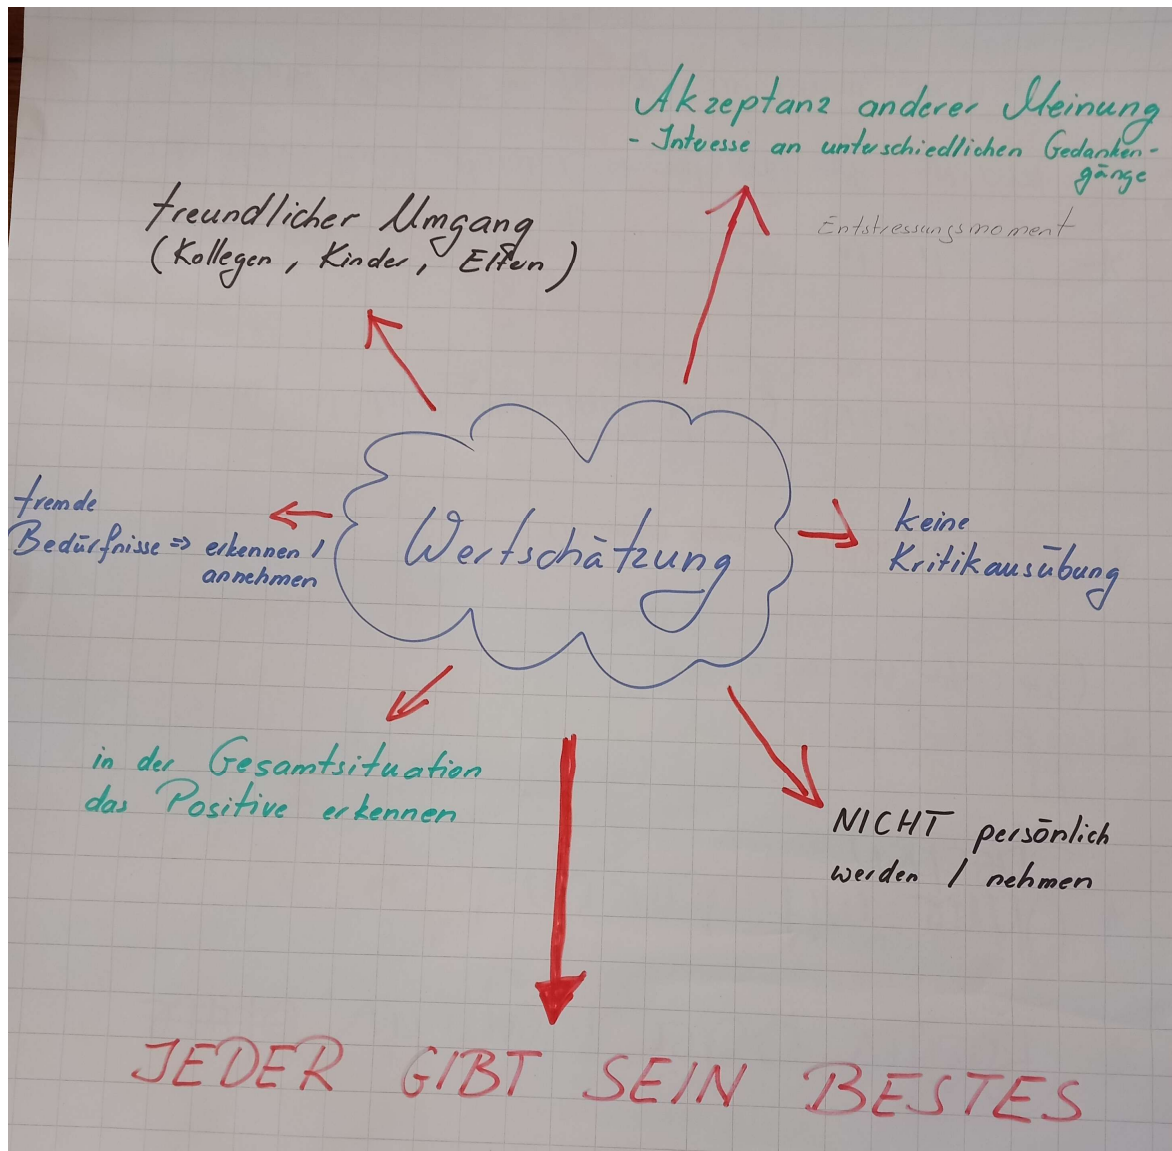 Akzeptanz anderer Meinung
- Interesse an unterschiedlichen Gedanken-
gänge
Entstressungsmoment
freundlicher Umgang
(Kollegen, Kinder, Eltern)
fremde
Bedürfnisse => erkennen /
annehmen
Wertschätzung
keine
Kritikausübung
in der Gesamtsituation
das Positive erkennen
NICHT persönlich
werden / nehmen
JEDER GIBT SEIN BESTES